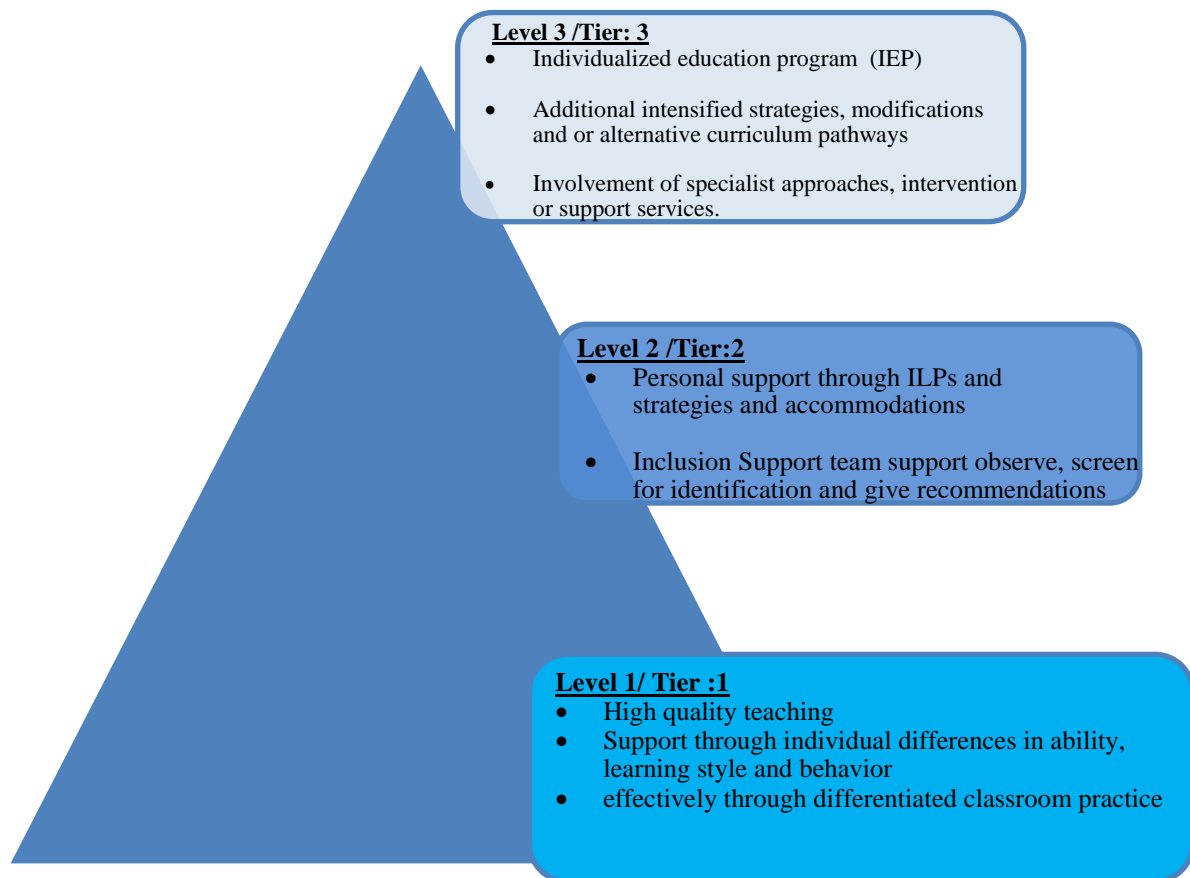 Level 3 /Tier: 3
• Individualized education program (IEP)
• Additional intensified strategies, modifications
and or alternative curriculum pathways
• Involvement of specialist approaches, intervention
or support services.
Level 2 /Tier:2
• Personal support through ILPs and
strategies and accommodations
• Inclusion Support team support observe, screen
for identification and give recommendations
Level 1/ Tier :1
• High quality teaching
• Support through individual differences in ability,
learning style and behavior
• effectively through differentiated classroom practice